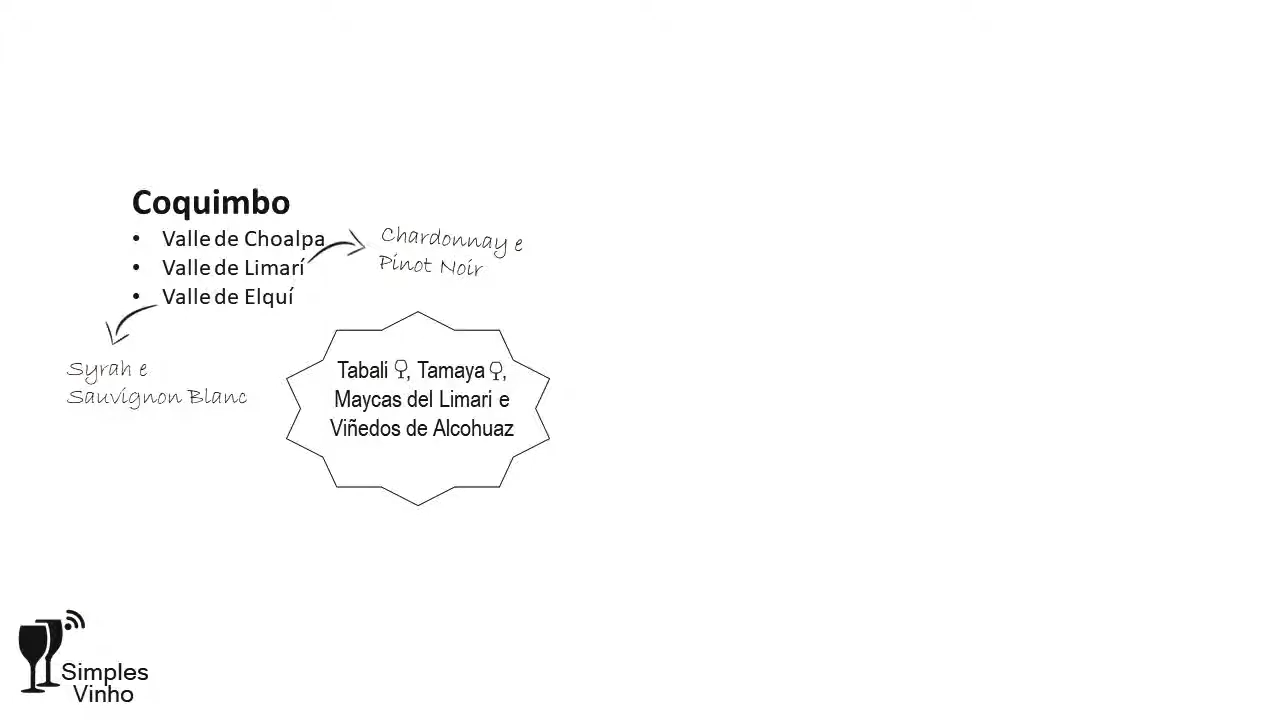 Coquimbo
• Valle de Choalpa
• Valle de Limarí
• Valle de Elquí
Chardonnay e
Pinot Noir
Syrah e
Sauvignon Blanc
Tabali, Tamaya,
Maycas del Limari e
Viñedos de Alcohuaz
Simples
Vinho